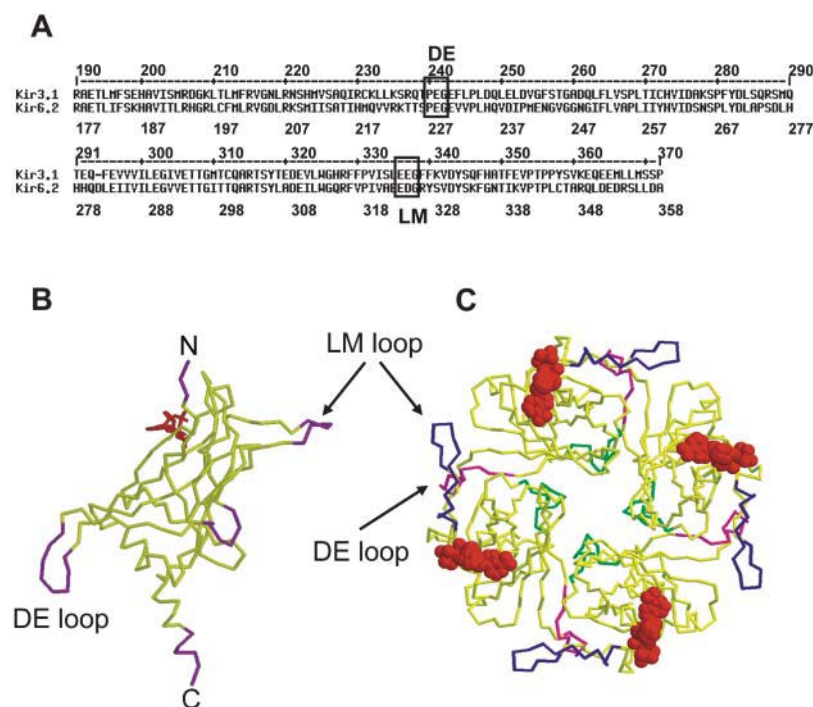 A
DE
190 200 210 220 230 240 250 260 270 280 290
Kir3.1 RAETLMFSEHAVISMRDGKLTLMFRVGNLRNSHMVSAQIRCKLLKSRQTPEGEFLPLDQLELDVGFSTGADQLFLVSPLTICHVIDAKSPFYDLSQRSMQ
Kir6.2 RAETLIFSKHAVITLRHGRLCFMLRVGDLRKSMIISATIHMQVVRKTTSPEGEVVPLHQVDIPMENGVGGNGIFLVAPLIIYHVIDSNSPLYDLAPSDLH
177 187 197 207 217 227 237 247 257 267 277
291 300 310 320 330 340 350 360 370
Kir3.1 TEQ-FEVVVILEGIVETTGMTCQARTSYTEDEVLWGHRFFPVISLEEGFFKVDYSQFHATFEVPTPPYSVKEQEEMLLMSSP
Kir6.2 HHQDLEIIVILEGVVETTGITTQARTSYLADEILWGQRFVPIVAEEDGRYSVDYSKFGNTIKVPTPLCTARQLDEDRSLLDA
278 288 298 308 318 328 338 348 358
LM
B
C
N
LM loop
DE loop
DE loop
C